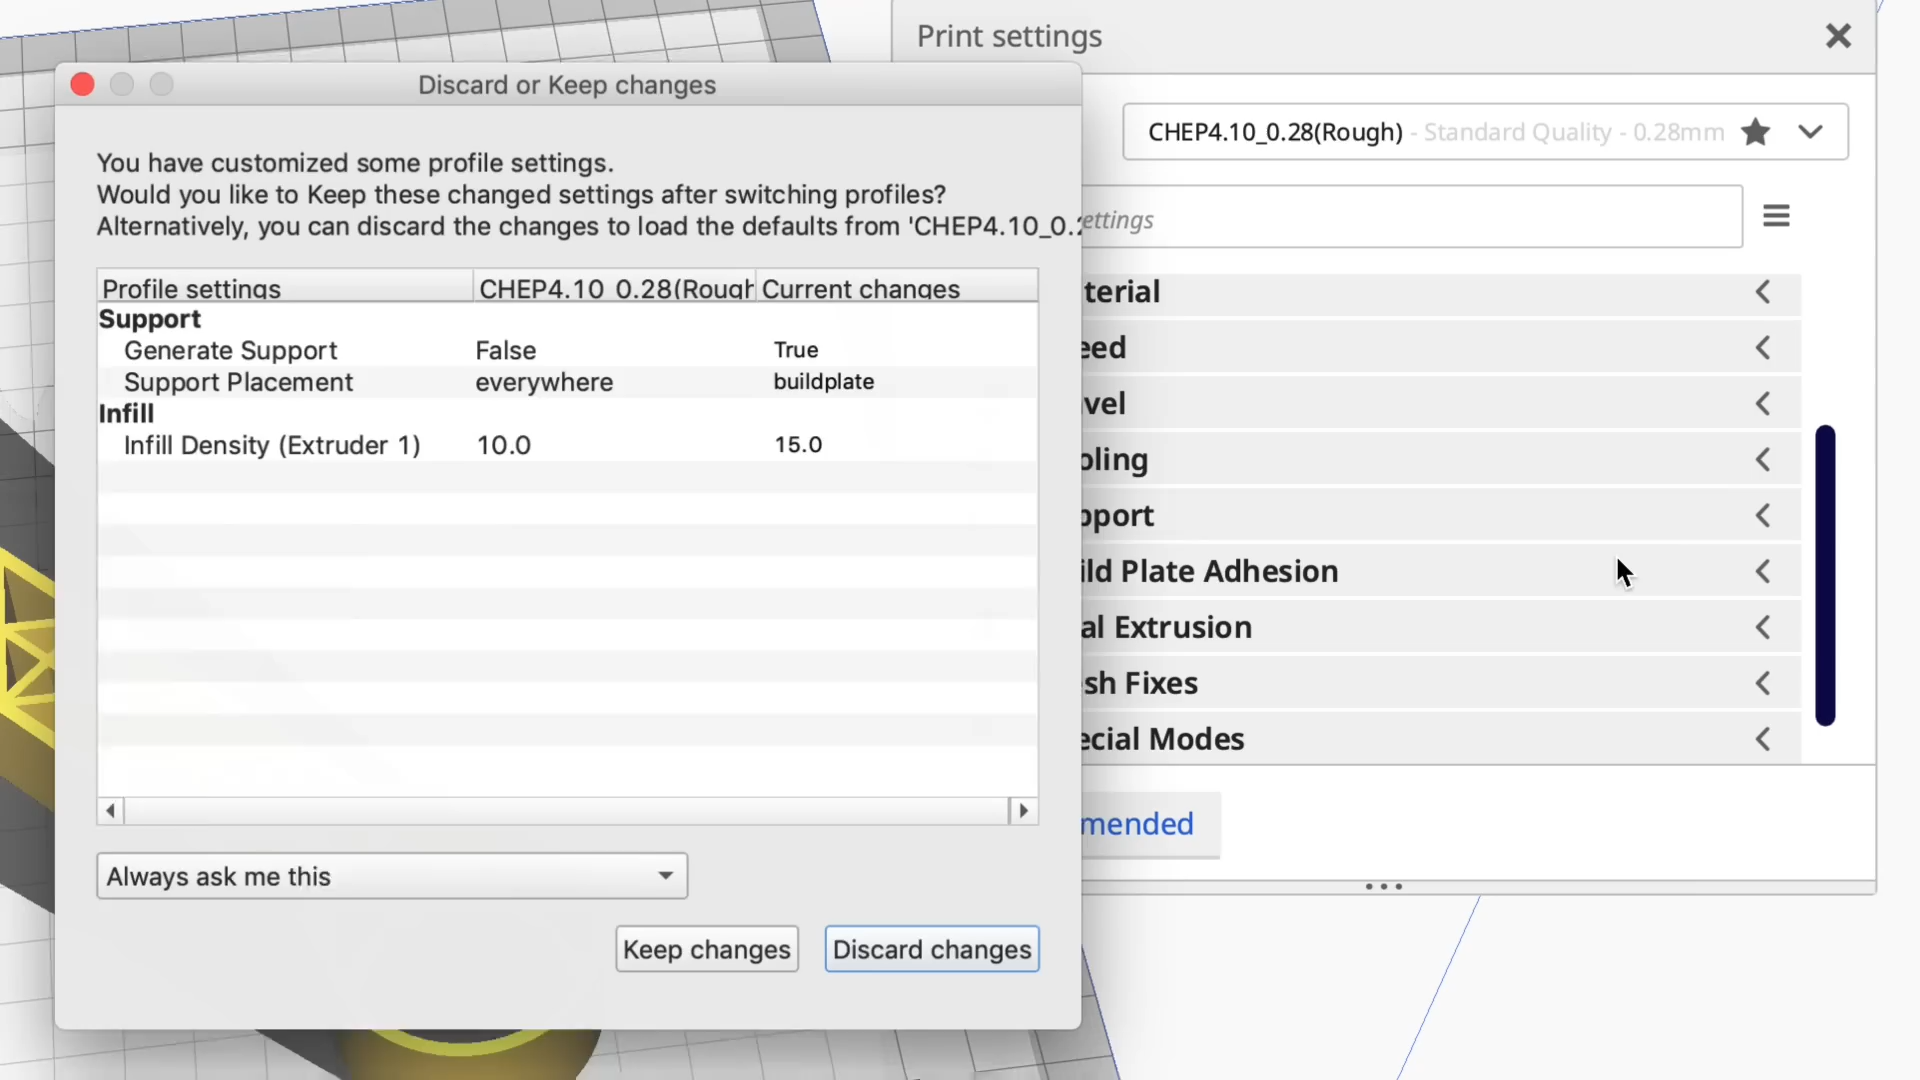 Print settings
Discard or Keep changes
CHEP4.10_0.28(Rough) - Standard Quality - 0.28mm
You have customized some profile settings.
Would you like to Keep these changed settings after switching profiles?
Alternatively, you can discard the changes to load the defaults from 'CHEP4.10_0.2
ettings
Profile settings CHEP4.10_0.28(Rough Current changes
Support
Generate Support False True
Support Placement everywhere buildplate
Infill
Infill Density (Extruder 1) 10.0 15.0
terial
eed
vel
oling
pport
ild Plate Adhesion
al Extrusion
sh Fixes
ecial Modes
mended
Always ask me this
Keep changes Discard changes